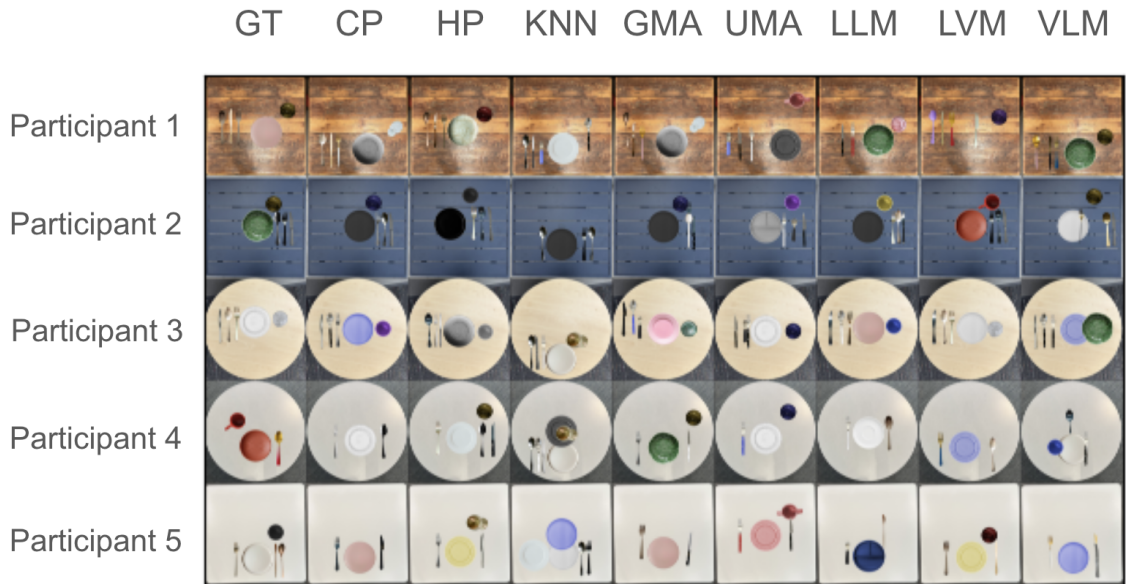 GT CP HP KNN GMA UMA LLM LVM VLM
Participant 1
Participant 2
Participant 3
Participant 4
Participant 5